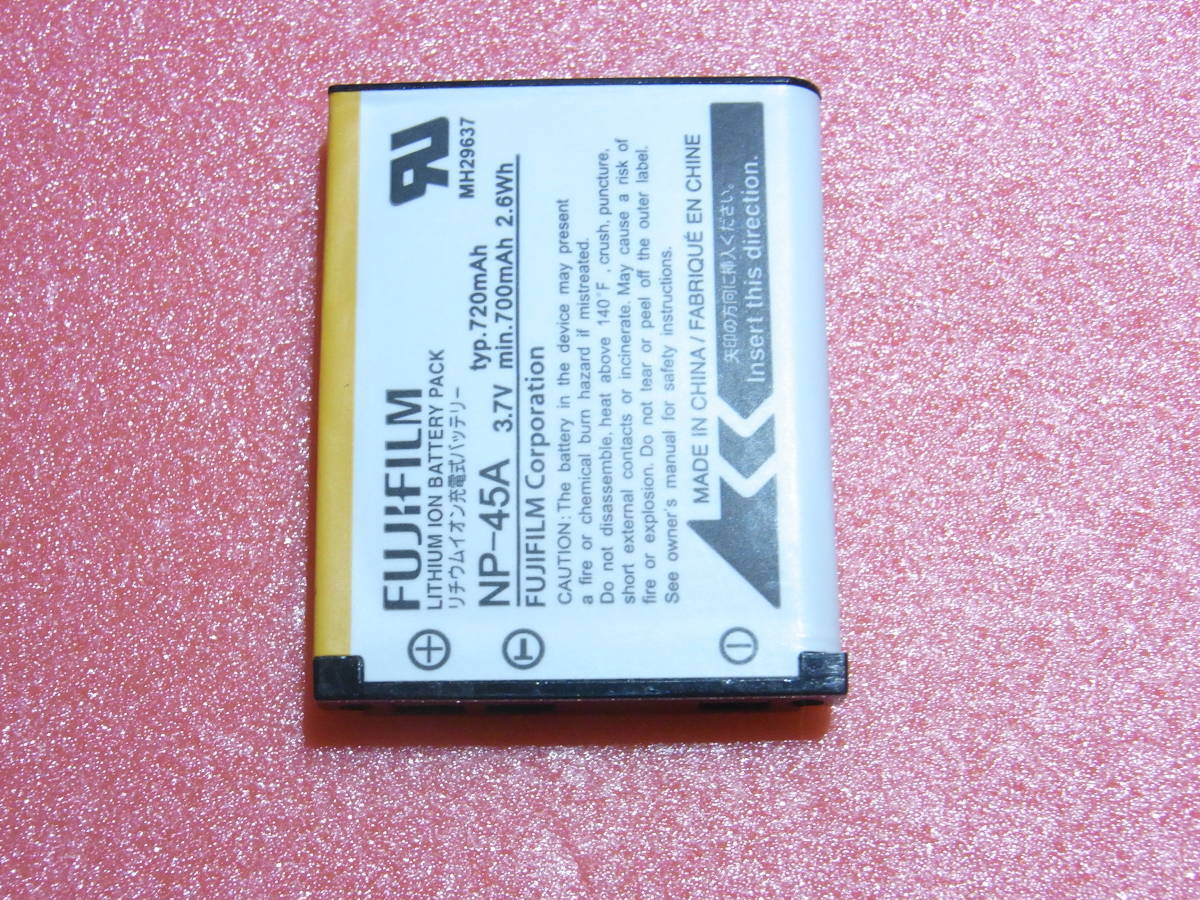 FUJIFILM
LITHIUM ION BATTERY PACK
リチウムイオン充電式バッテリー
RU
MH29637
NP-45A 3.7V typ.720mAh min.700mAh 2.6Wh
FUJIFILM Corporation
CAUTION: The battery in the device may present
a fire or chemical burn hazard if mistreated.
Do not disassemble, heat above 140°F, crush, puncture,
short external contacts or incinerate. May cause a risk of
fire or explosion. Do not tear or peel off the outer label.
See owner's manual for safety instructions.
MADE IN CHINA / FABRIQUÉ EN CHINE
矢印の方向に挿入ください。
Insert this direction.
+
T
−